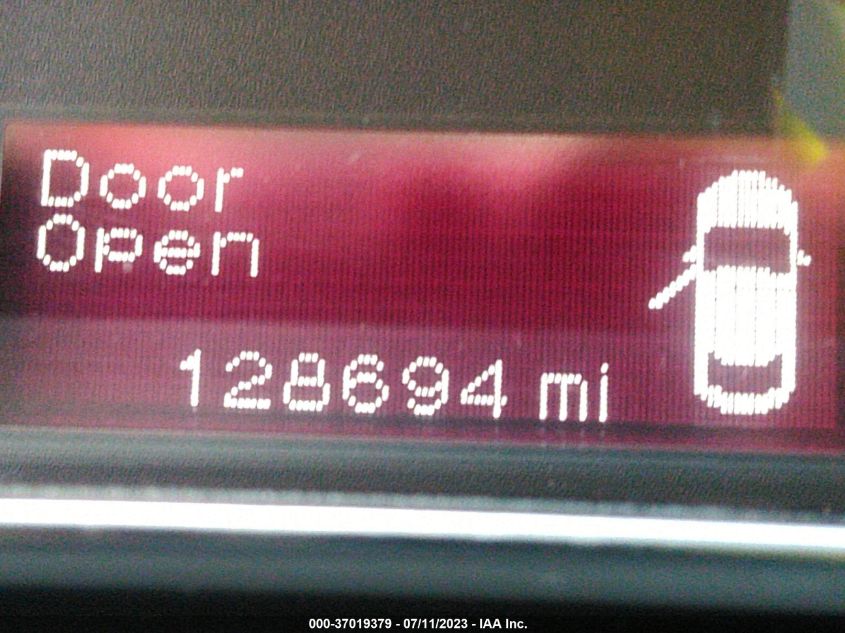 Door
Open
128694 mi
000-37019379 - 07/11/2023 - IAA Inc.